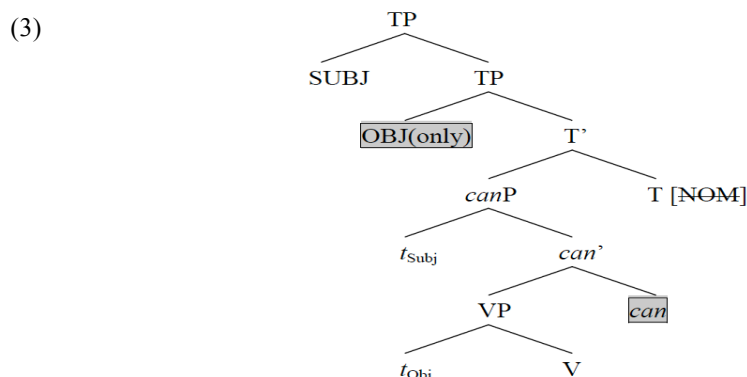 (3)
TP
SUBJ TP
OBJ(only) T’
canP T [NOM]
tSubj can’
VP can
tObj V